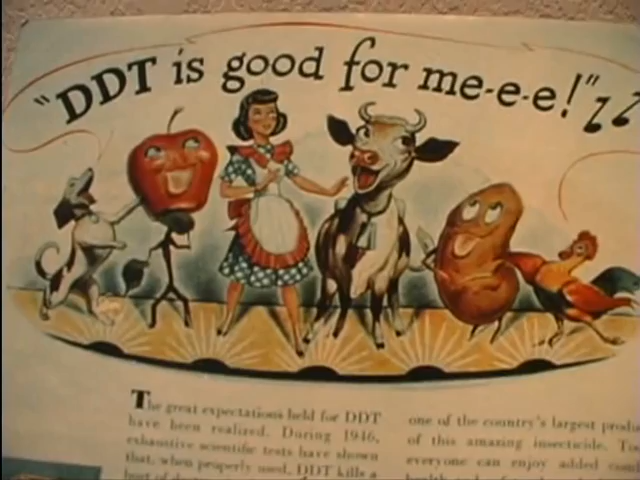 "DDT is good for me-e-e!"
The great expectations held for DDT
have been realized. During 1946,
exhaustive scientific tests have shown
that, when properly used, DDT kills a
host of
one of the country's largest
of this amazing insecticide.
everyone can enjoy added